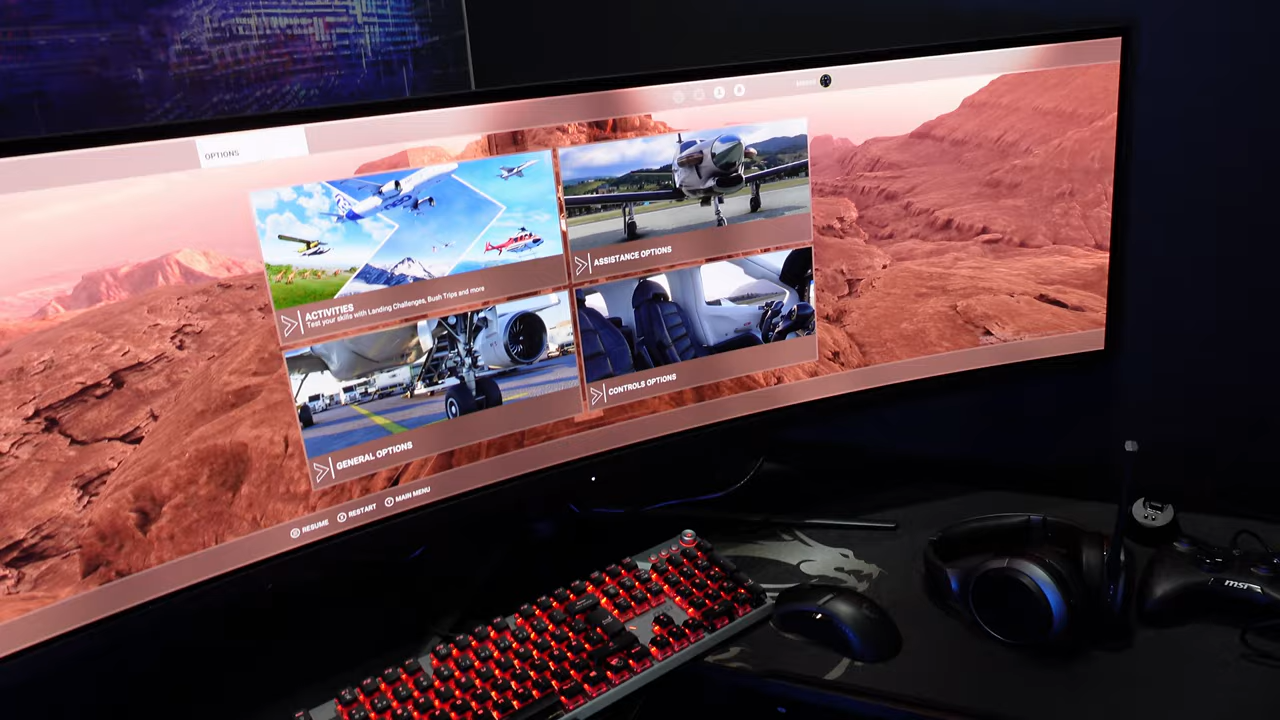 OPTIONS
ACTIVITIES
Test your skills with Landing Challenges, Bush Trips and more
ASSISTANCE OPTIONS
GENERAL OPTIONS
CONTROLS OPTIONS
B RESUME
X RESTART
Y MAIN MENU
msi